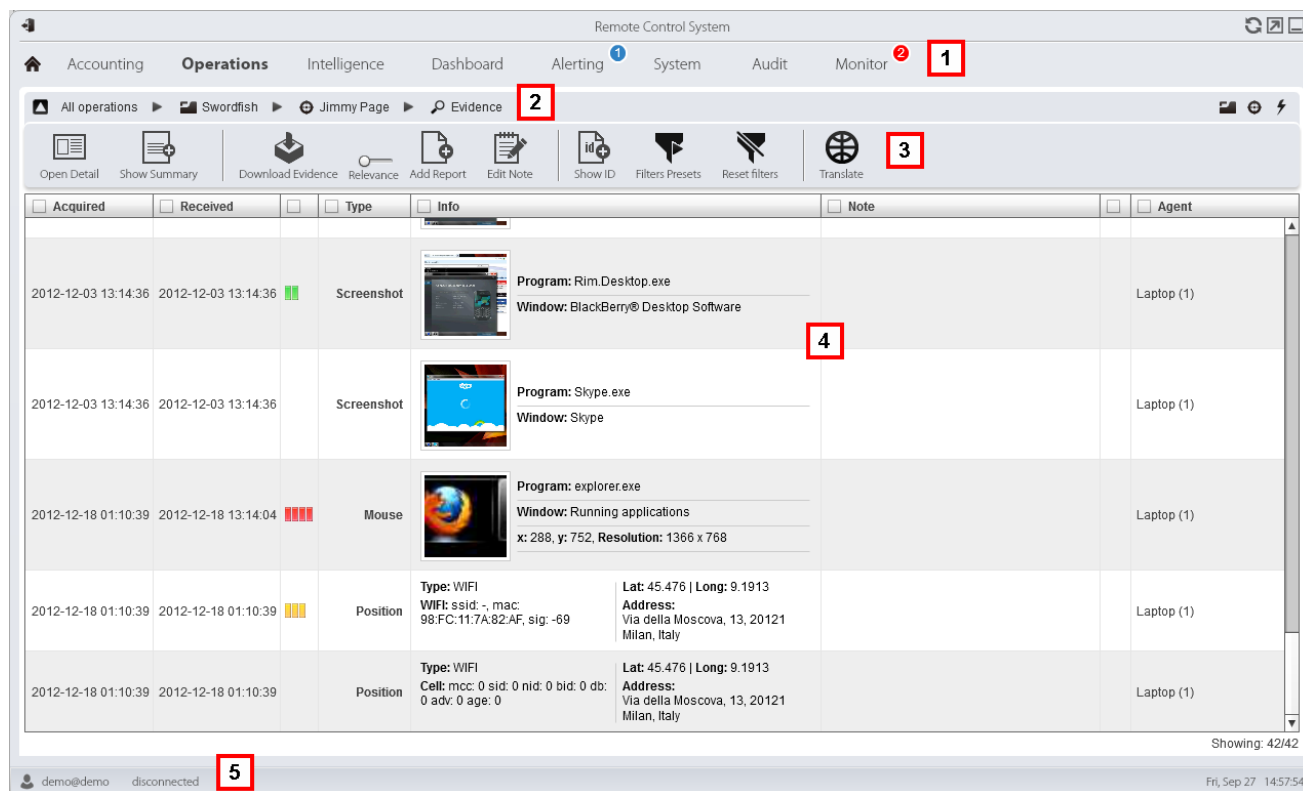 Remote Control System
Accounting Operations Intelligence Dashboard Alerting 1 System Audit Monitor 2 1
All operations Swordfish Jimmy Page Evidence 2
Open Detail Show Summary Download Evidence Relevance Add Report Edit Note Show ID Filters Presets Reset filters Translate 3
id
Acquired Received Type Info Note Agent
2012-12-03 13:14:36 2012-12-03 13:14:36 Screenshot Program: Rim.Desktop.exe Laptop (1)
Window: BlackBerry® Desktop Software
4
2012-12-03 13:14:36 2012-12-03 13:14:36 Screenshot Program: Skype.exe Laptop (1)
Window: Skype
2012-12-18 01:10:39 2012-12-18 13:14:04 Mouse Program: explorer.exe Laptop (1)
Window: Running applications
x: 288, y: 752, Resolution: 1366 x 768
2012-12-18 01:10:39 2012-12-18 01:10:39 Position Type: WIFI Laptop (1)
WIFI: ssid: -, mac:
98:FC:11:7A:82:AF, sig: -69
Lat: 45.476 | Long: 9.1913
Address:
Via della Moscova, 13, 20121
Milan, Italy
2012-12-18 01:10:39 2012-12-18 01:10:39 Position Type: WIFI Laptop (1)
Cell: mcc: 0 sid: 0 nid: 0 bid: 0 db:
0 adv: 0 age: 0
Lat: 45.476 | Long: 9.1913
Address:
Via della Moscova, 13, 20121
Milan, Italy
Showing: 42/42
demo@demo disconnected 5 Fri, Sep 27 14:57:54